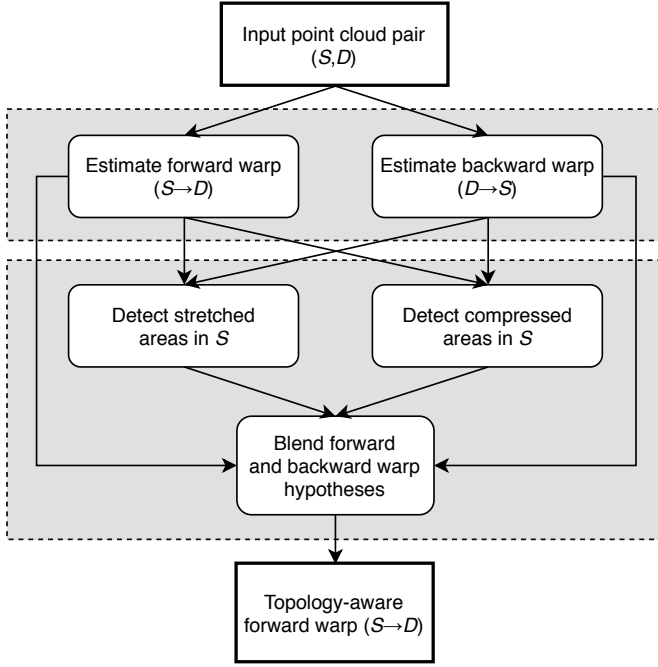 Input point cloud pair
(S,D)
Estimate forward warp
(S→D)
Estimate backward warp
(D→S)
Detect stretched
areas in S
Detect compressed
areas in S
Blend forward
and backward warp
hypotheses
Topology-aware
forward warp (S→D)